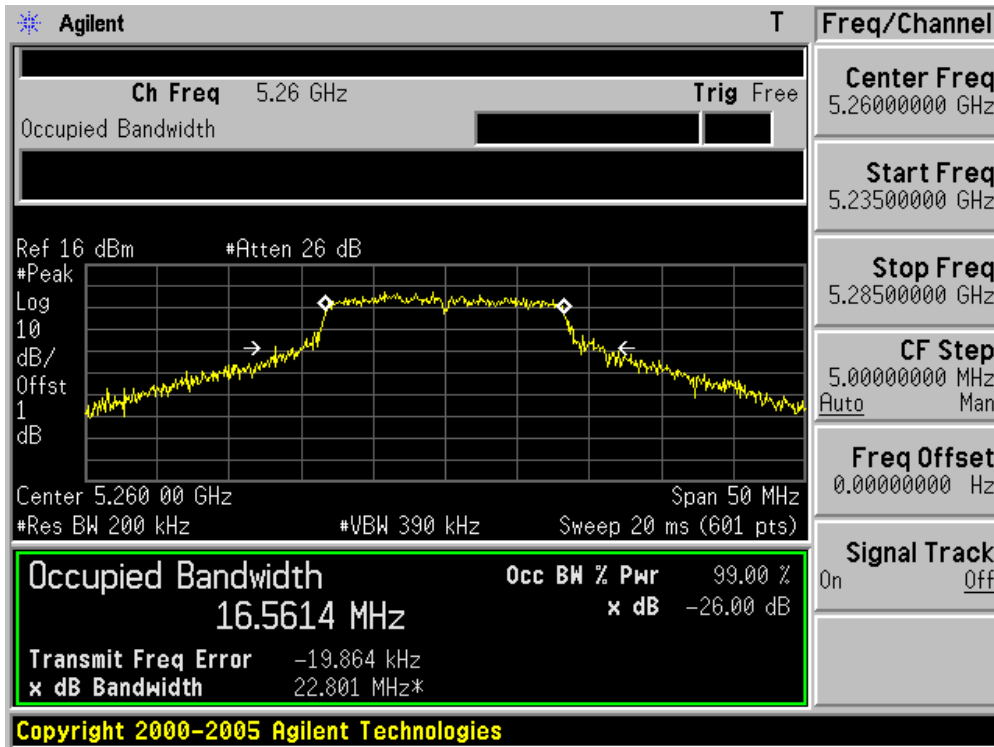 Agilent T
Ch Freq 5.26 GHz Trig Free
Occupied Bandwidth
Ref 16 dBm #Atten 26 dB
#Peak
Log
10
dB/
Offst
1
dB
Center 5.260 00 GHz Span 50 MHz
#Res BW 200 kHz #VBW 390 kHz Sweep 20 ms (601 pts)
Occupied Bandwidth Occ BW % Pwr 99.00 %
16.5614 MHz x dB -26.00 dB
Transmit Freq Error -19.864 kHz
x dB Bandwidth 22.801 MHz*
Copyright 2000-2005 Agilent Technologies
Freq/Channel
Center Freq
5.26000000 GHz
Start Freq
5.23500000 GHz
Stop Freq
5.28500000 GHz
CF Step
5.00000000 MHz
Auto Man
Freq Offset
0.00000000 Hz
Signal Track
On Off